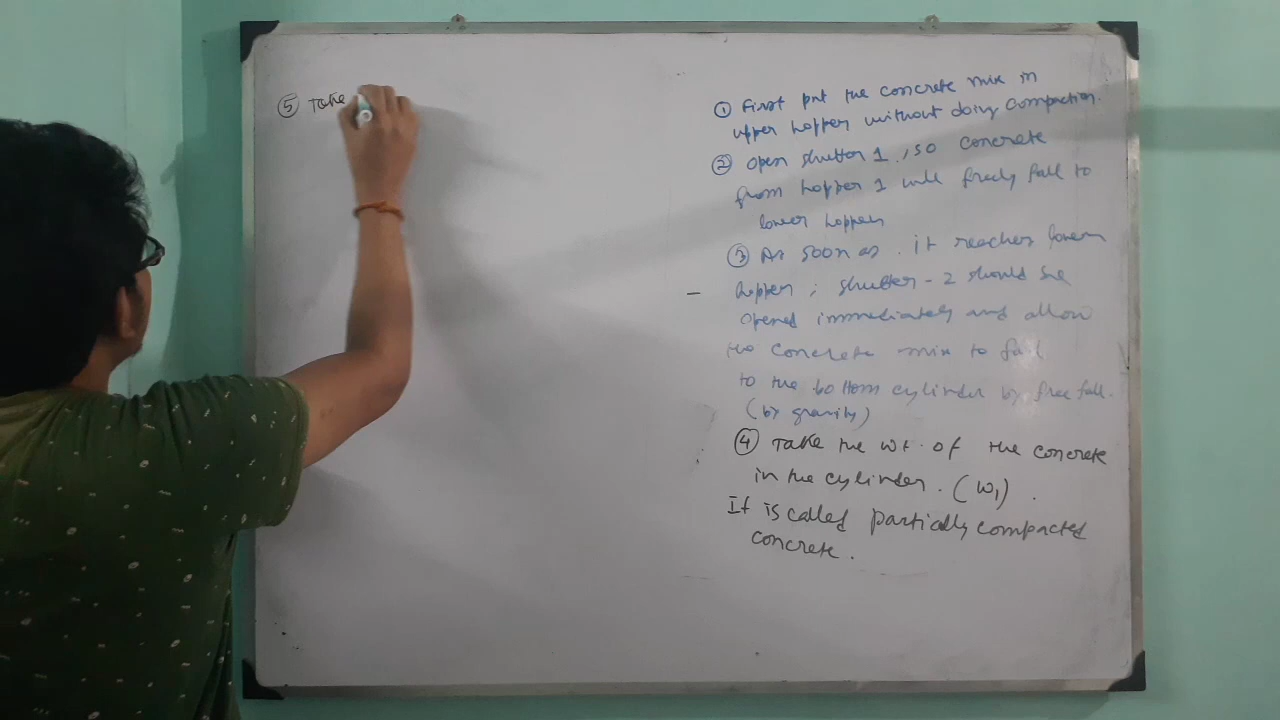 ① First put the concrete mix in
upper hopper without doing compaction.
② Open shutter 1, so concrete
from hopper 1 will freely fall to
lower hopper
③ As soon as it reaches lower
hopper, shutter-2 should be
opened immediately and allow
the concrete mix to fall
to the bottom cylinder by free fall.
(by gravity)
④ Take the wt. of the concrete
in the cylinder. (W₁).
It is called partially compacted
concrete.
⑤ Take